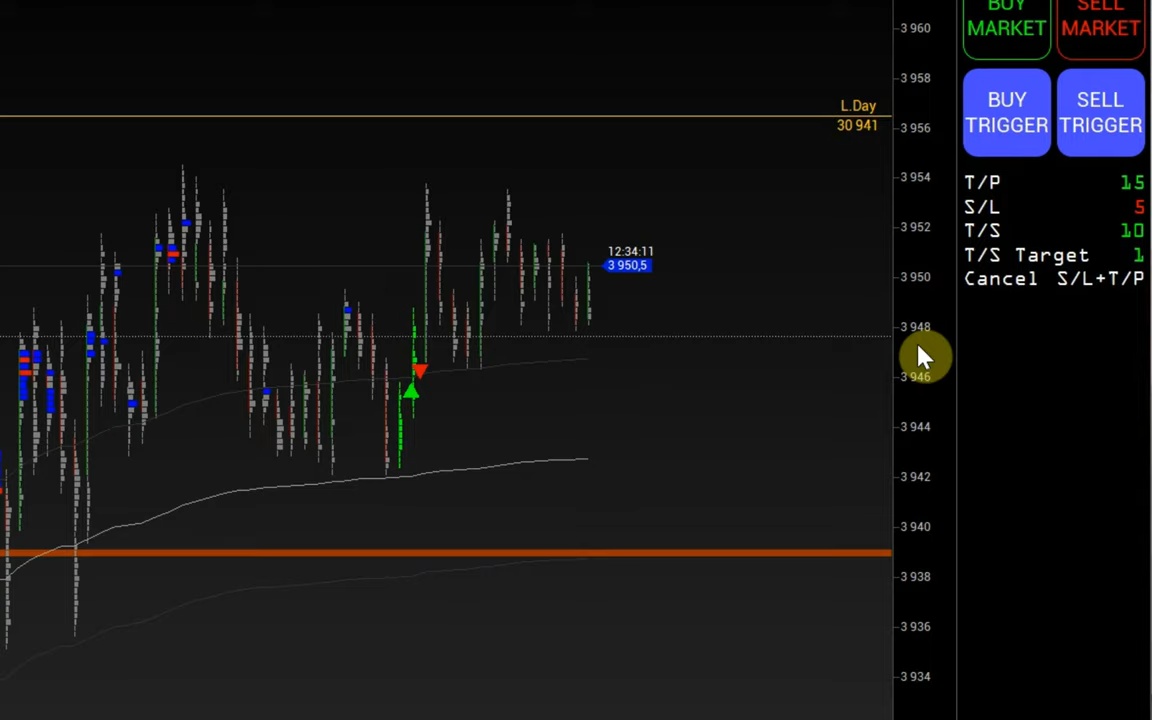 BUY
MARKET
SELL
MARKET
BUY
TRIGGER
SELL
TRIGGER
T/P 15
S/L 5
T/S 10
T/S Target 1
Cancel S/L+T/P
L.Day
30 941
12:34:11
3 950,5
3 960
3 958
3 956
3 954
3 952
3 950
3 948
3 946
3 944
3 942
3 940
3 938
3 936
3 934